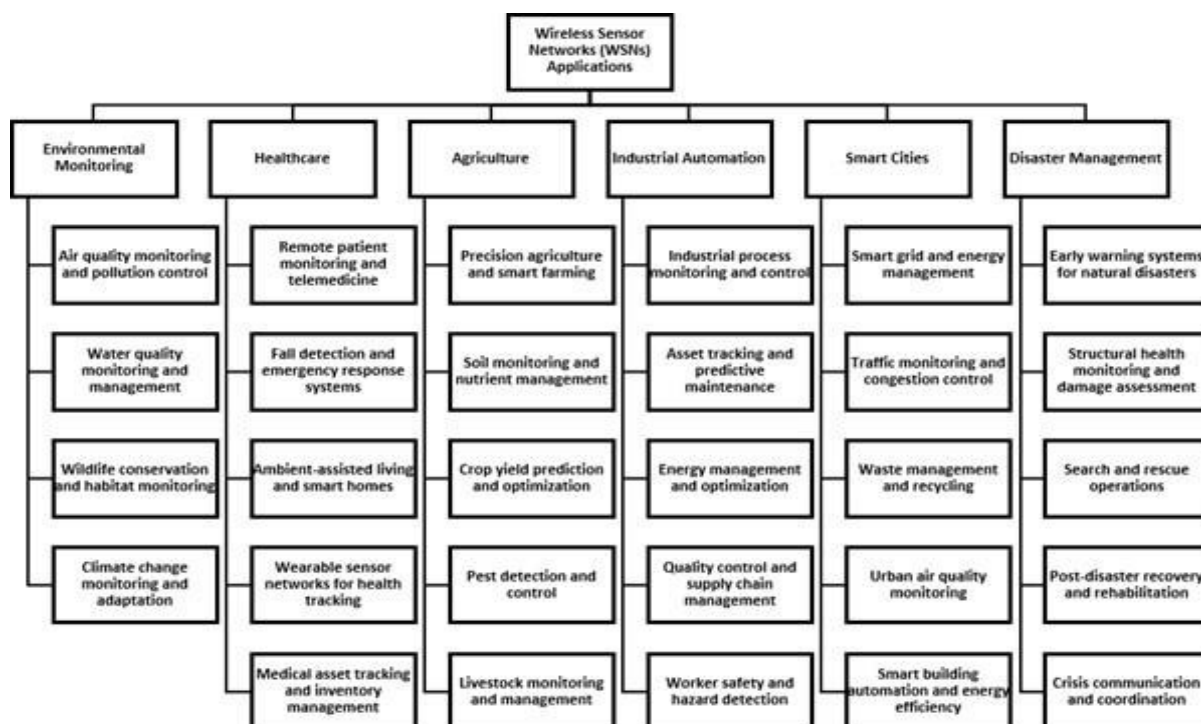 Wireless Sensor
Networks (WSNs)
Applications
Environmental
Monitoring
Healthcare
Agriculture
Industrial Automation
Smart Cities
Disaster Management
Air quality monitoring
and pollution control
Water quality
monitoring and
management
Wildlife conservation
and habitat monitoring
Climate change
monitoring and
adaptation
Remote patient
monitoring and
telemedicine
Fall detection and
emergency response
systems
Ambient-assisted living
and smart homes
Wearable sensor
networks for health
tracking
Medical asset tracking
and inventory
management
Precision agriculture
and smart farming
Soil monitoring and
nutrient management
Crop yield prediction
and optimization
Pest detection and
control
Livestock monitoring
and management
Industrial process
monitoring and control
Asset tracking and
predictive
maintenance
Energy management
and optimization
Quality control and
supply chain
management
Worker safety and
hazard detection
Smart grid and energy
management
Traffic monitoring and
congestion control
Waste management
and recycling
Urban air quality
monitoring
Smart building
automation and energy
efficiency
Early warning systems
for natural disasters
Structural health
monitoring and
damage assessment
Search and rescue
operations
Post-disaster recovery
and rehabilitation
Crisis communication
and coordination